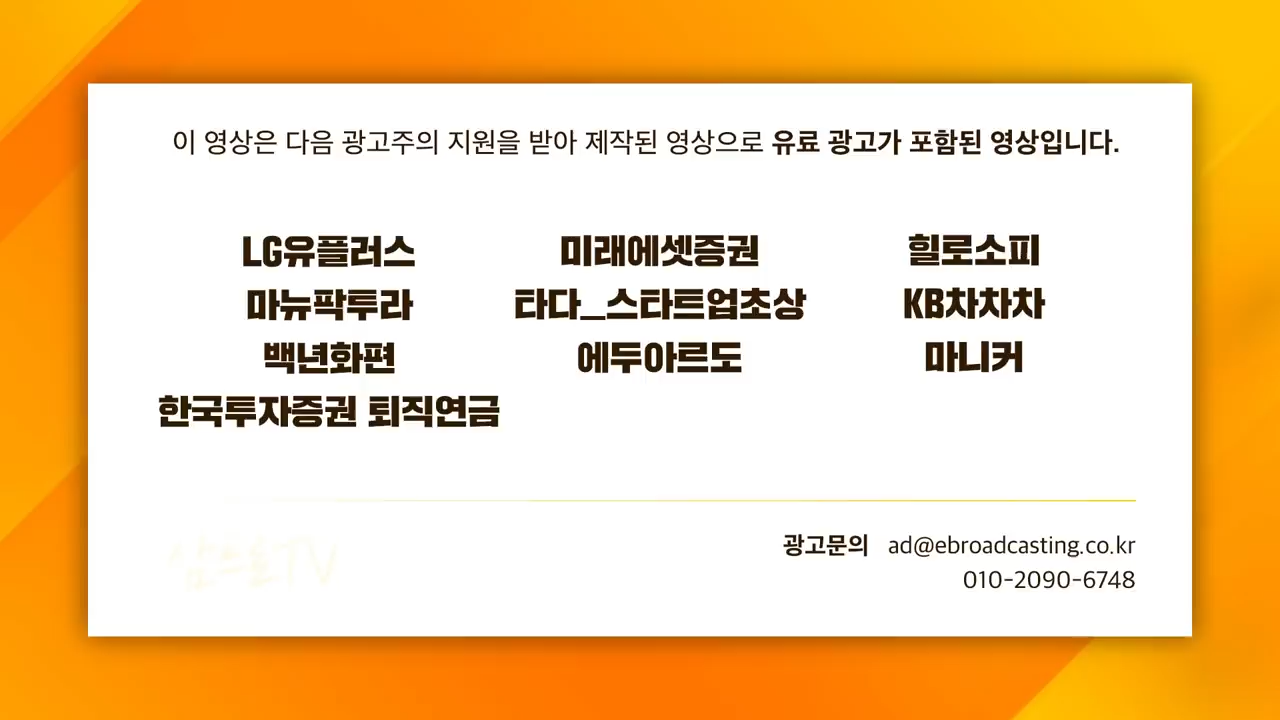 이 영상은 다음 광고주의 지원을 받아 제작된 영상으로 유료 광고가 포함된 영상입니다.
LG유플러스 미래에셋증권 힐로소피
마뉴팍투라 타다_스타트업초상 KB차차차
백년화편 에두아르도 마니커
한국투자증권 퇴직연금
광고문의 ad@ebroadcasting.co.kr
010-2090-6748